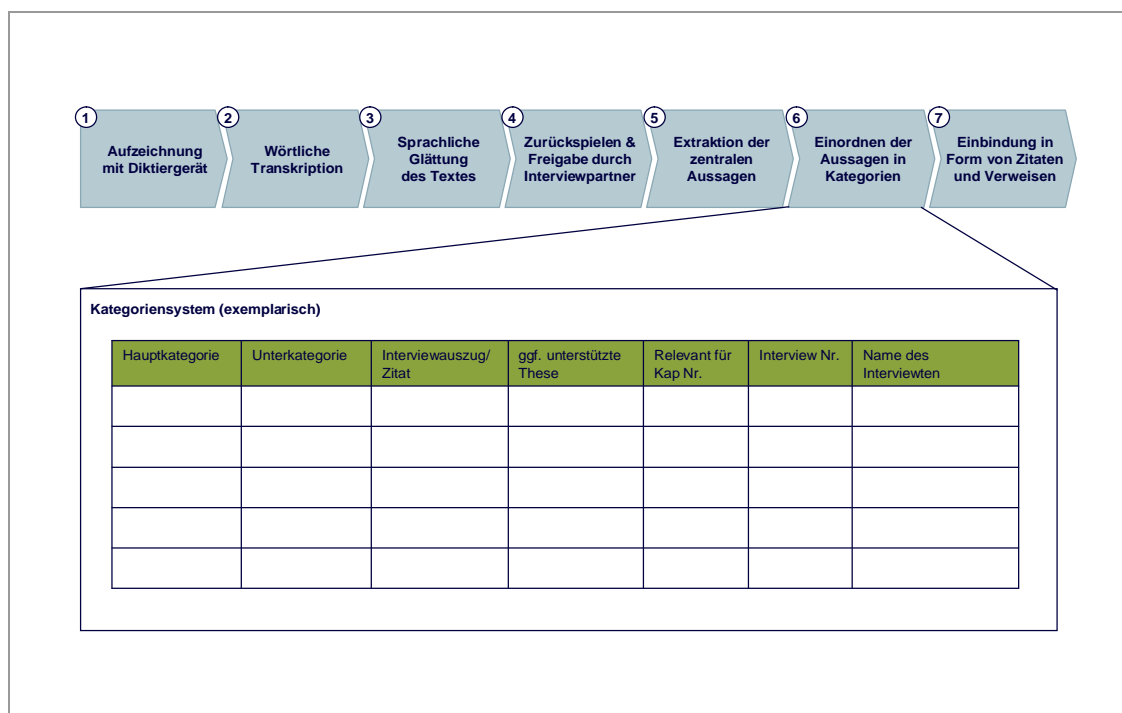 1
Aufzeichnung
mit Diktiergerät
2
Wörtliche
Transkription
3
Sprachliche
Glättung
des Textes
4
Zurückspielen &
Freigabe durch
Interviewpartner
5
Extraktion der
zentralen
Aussagen
6
Einordnen der
Aussagen in
Kategorien
7
Einbindung in
Form von Zitaten
und Verweisen
Kategoriensystem (exemplarisch)
Hauptkategorie
Unterkategorie
Interviewauszug/
Zitat
ggf. unterstützte
These
Relevant für
Kap Nr.
Interview Nr.
Name des
Interviewten